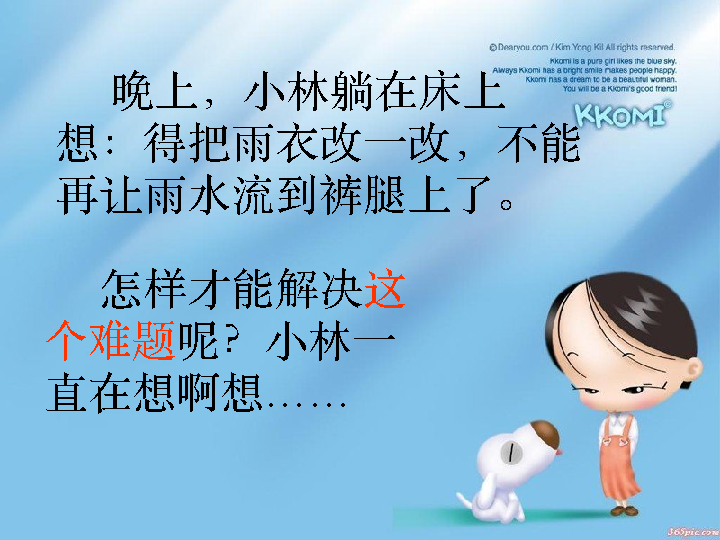 ©Dearyou.com / Kim Yong Kil All rights reserved.
Kkomi is a pure girl likes the blue sky.
Always Kkomi has a bright smile makes people happy.
Kkomi has a dream to be a beautiful woman.
You will be a Kkomi's good friend!
KKOMI©
晚上，小林躺在床上
想：得把雨衣改一改，不能
再让雨水流到裤腿上了。
怎样才能解决这
个难题呢？小林一
直在想啊想……
365pic.com